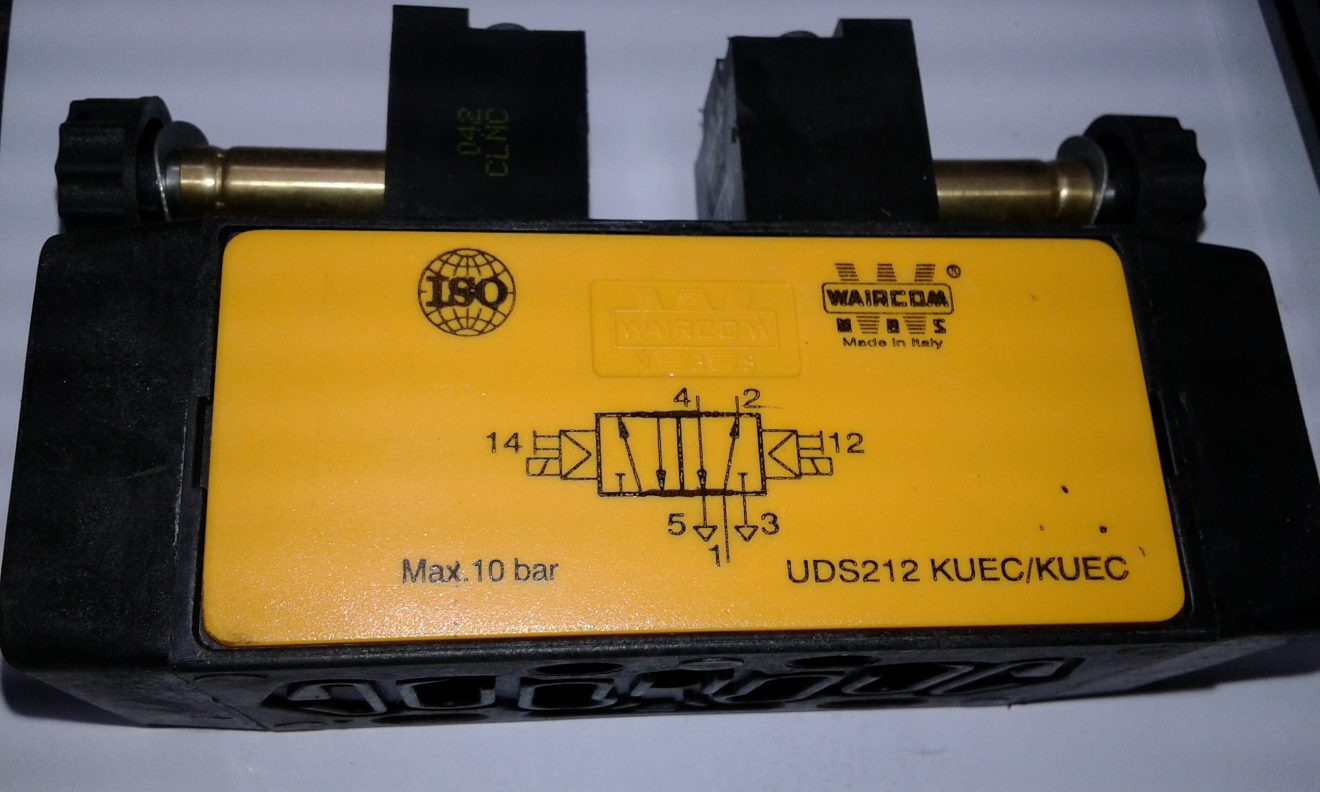 042
CLNC
ISO
WAIRCOM
M B S
WAIRCOM ®
M B S
Made in Italy
4 2
14 12
5 3
1
Max.10 bar
UDS212 KUEC/KUEC